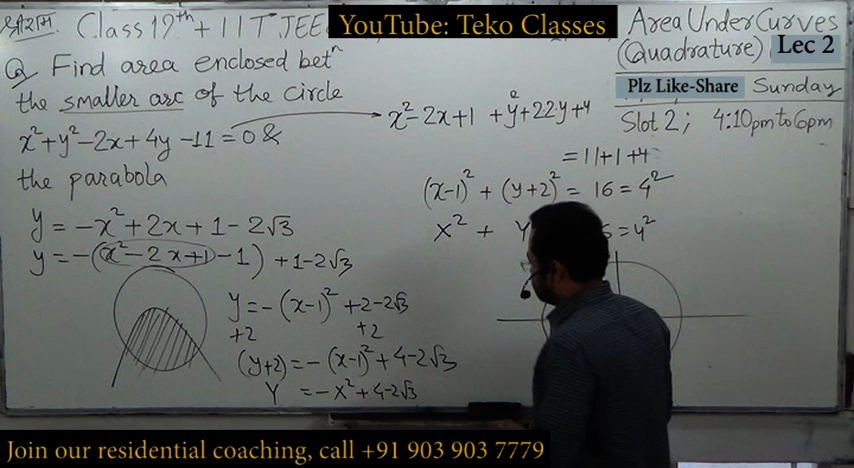 Class 12th + IIT JEE
YouTube: Teko Classes
Area Under Curves
(Quadrature) Lec 2
Plz Like-Share Sunday
Slot 2; 4:10pm to 6pm
Q Find area enclosed betⁿ
the smaller arc of the circle
x² + y² - 2x + 4y - 11 = 0 &
the parabola
y = -x² + 2x + 1 - 2√3
y = -(x² - 2x + 1 - 1) + 1 - 2√3
y = -(x-1)² + 2 - 2√3
+2 +2
(y+2) = -(x-1)² + 4 - 2√3
Y = -X² + 4 - 2√3
x² - 2x + 1 + y² + 22y + 4
= 11 + 1 + 4
(x-1)² + (y+2)² = 16 = 4²
X² + Y = 4²
Join our residential coaching, call +91 903 903 7779